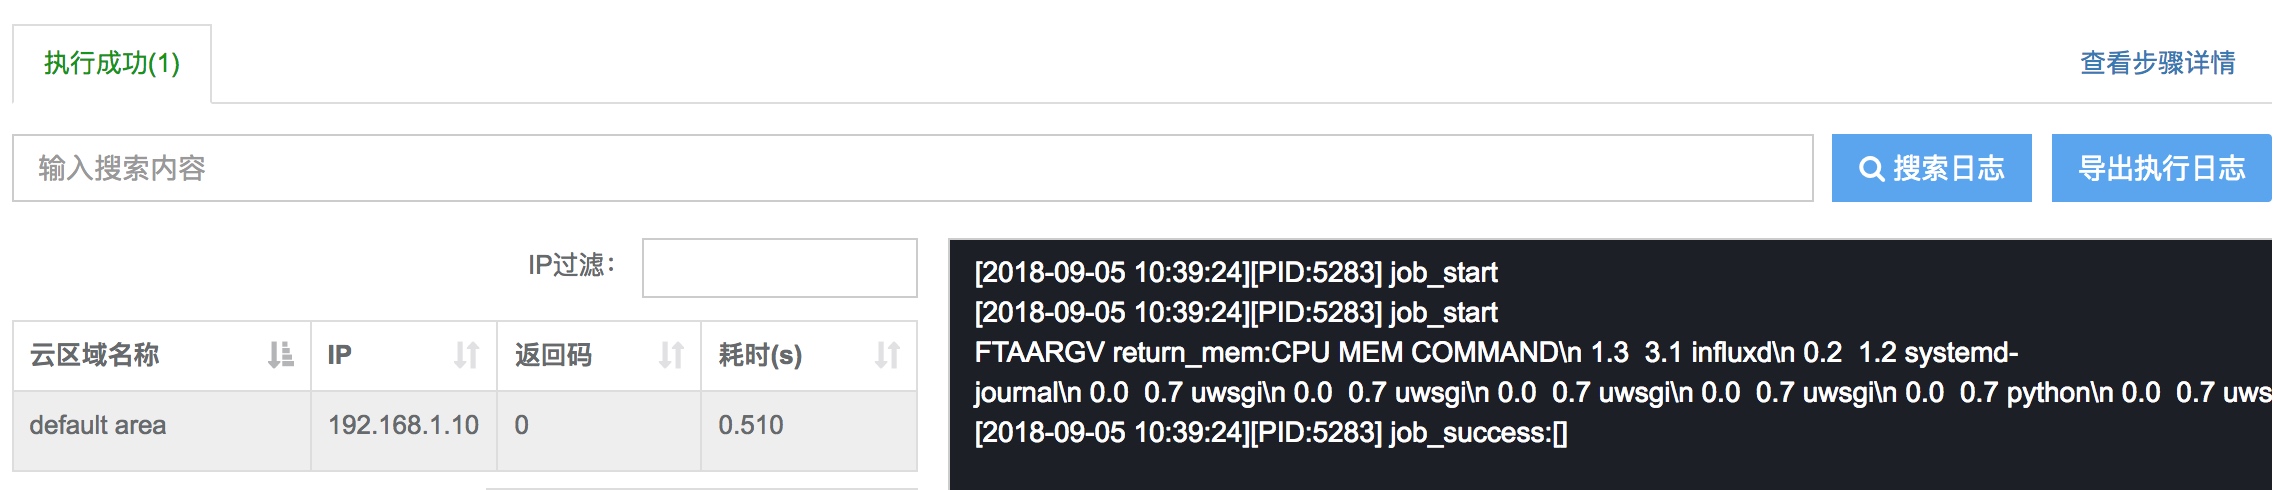 执行成功(1)
查看步骤详情
输入搜索内容
搜索日志
导出执行日志
IP过滤：
云区域名称 IP 返回码 耗时(s)
default area 192.168.1.10 0 0.510
[2018-09-05 10:39:24][PID:5283] job_start
[2018-09-05 10:39:24][PID:5283] job_start
FTAARGV return_mem:CPU MEM COMMAND\n 1.3  3.1 influxd\n 0.2  1.2 systemd-
journal\n 0.0  0.7 uwsgi\n 0.0  0.7 uwsgi\n 0.0  0.7 uwsgi\n 0.0  0.7 uwsgi\n 0.0  0.7 python\n 0.0  0.7 uws
[2018-09-05 10:39:24][PID:5283] job_success:[]